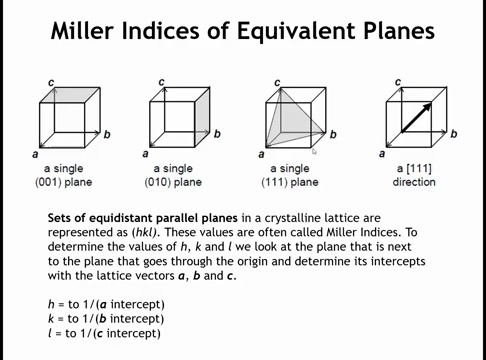 Miller Indices of Equivalent Planes
c
b
a
a single
(001) plane
c
b
a
a single
(010) plane
c
b
a
a single
(111) plane
c
b
a
a [111]
direction
Sets of equidistant parallel planes in a crystalline lattice are
represented as (hkl). These values are often called Miller Indices. To
determine the values of h, k and l we look at the plane that is next
to the plane that goes through the origin and determine its intercepts
with the lattice vectors a, b and c.
h = to 1/(a intercept)
k = to 1/(b intercept)
l = to 1/(c intercept)